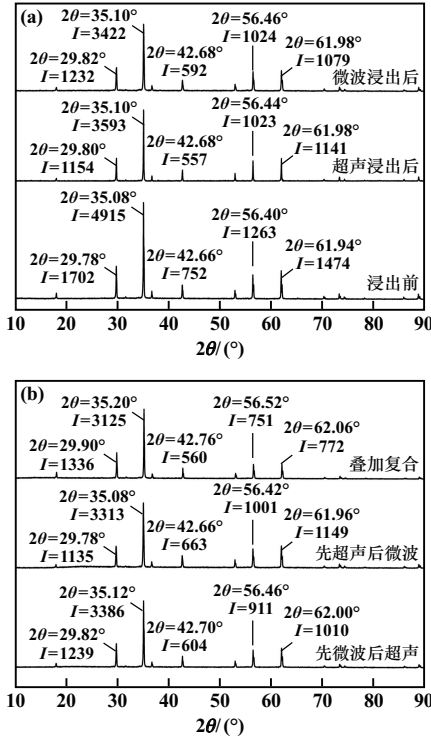 (a)
2θ=35.10°
I=3422
2θ=56.46°
I=1024
2θ=29.82°
I=1232
2θ=42.68°
I=592
2θ=61.98°
I=1079
微波浸出后
2θ=35.10°
I=3593
2θ=56.44°
I=1023
2θ=29.80°
I=1154
2θ=42.68°
I=557
2θ=61.98°
I=1141
超声浸出后
2θ=35.08°
I=4915
2θ=56.40°
I=1263
2θ=29.78°
I=1702
2θ=42.66°
I=752
2θ=61.94°
I=1474
浸出前
10 20 30 40 50 60 70 80 90
2θ/(°)
(b)
2θ=35.20°
I=3125
2θ=56.52°
I=751
2θ=29.90°
I=1336
2θ=42.76°
I=560
2θ=62.06°
I=772
叠加复合
2θ=35.08°
I=3313
2θ=56.42°
I=1001
2θ=29.78°
I=1135
2θ=42.66°
I=663
2θ=61.96°
I=1149
先超声后微波
2θ=35.12°
I=3386
2θ=56.46°
I=911
2θ=29.82°
I=1239
2θ=42.70°
I=604
2θ=62.00°
I=1010
先微波后超声
10 20 30 40 50 60 70 80 90
2θ/(°)